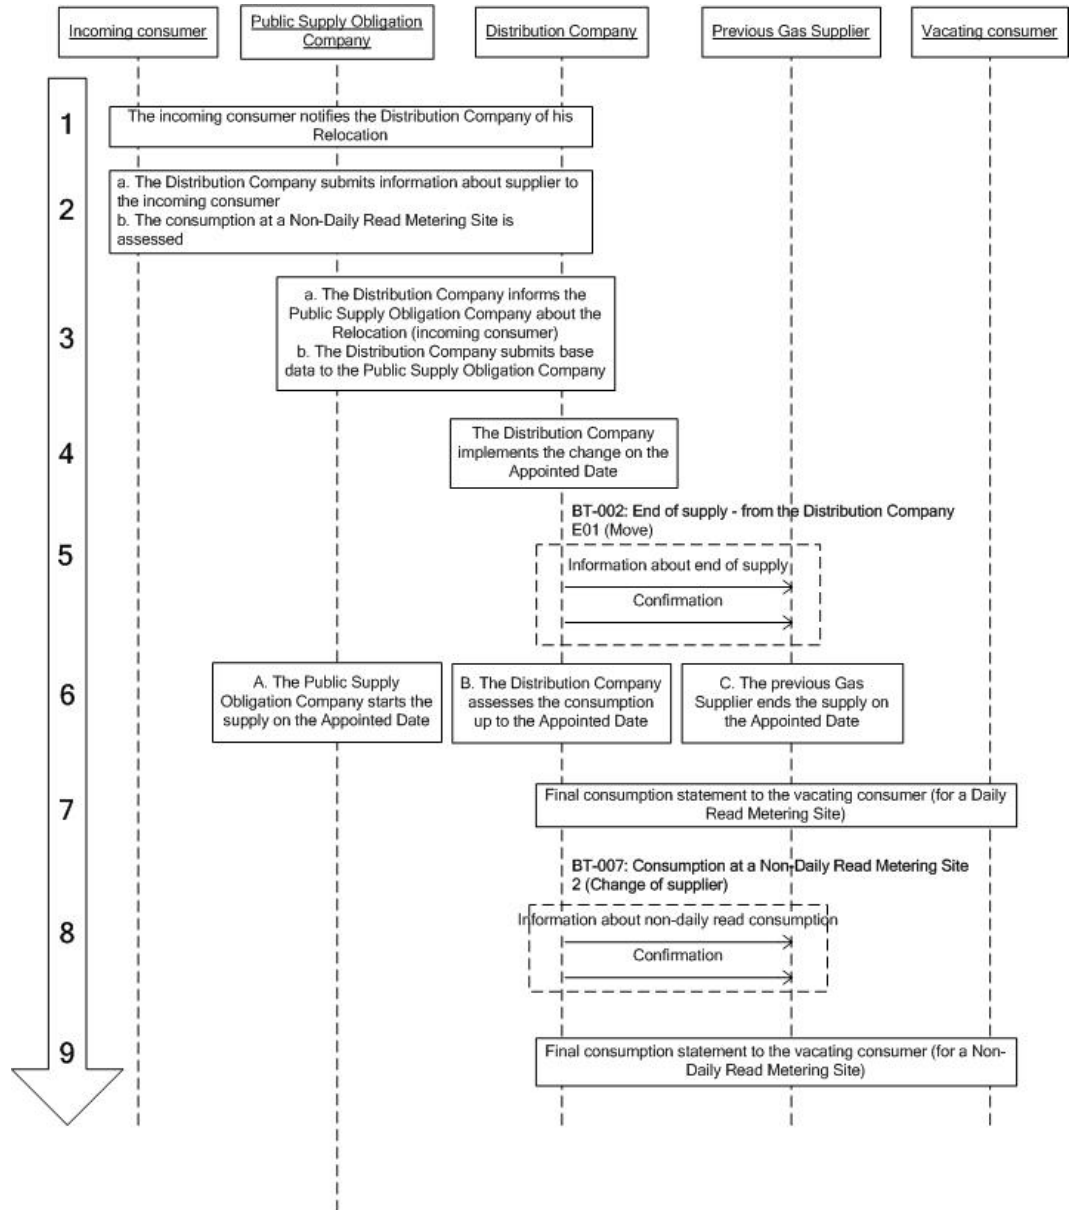 Incoming consumer
Public Supply Obligation
Company
Distribution Company
Previous Gas Supplier
Vacating consumer
1
The incoming consumer notifies the Distribution Company of his
Relocation
2
a. The Distribution Company submits information about supplier to
the incoming consumer
b. The consumption at a Non-Daily Read Metering Site is
assessed
3
a. The Distribution Company informs the
Public Supply Obligation Company about the
Relocation (incoming consumer)
b. The Distribution Company submits base
data to the Public Supply Obligation Company
4
The Distribution Company
implements the change on the
Appointed Date
BT-002: End of supply - from the Distribution Company
E01 (Move)
5
Information about end of supply
Confirmation
6
A. The Public Supply
Obligation Company starts the
supply on the Appointed Date
B. The Distribution Company
assesses the consumption
up to the Appointed Date
C. The previous Gas
Supplier ends the supply on
the Appointed Date
7
Final consumption statement to the vacating consumer (for a Daily
Read Metering Site)
BT-007: Consumption at a Non-Daily Read Metering Site
2 (Change of supplier)
8
Information about non-daily read consumption
Confirmation
9
Final consumption statement to the vacating consumer (for a Non-
Daily Read Metering Site)